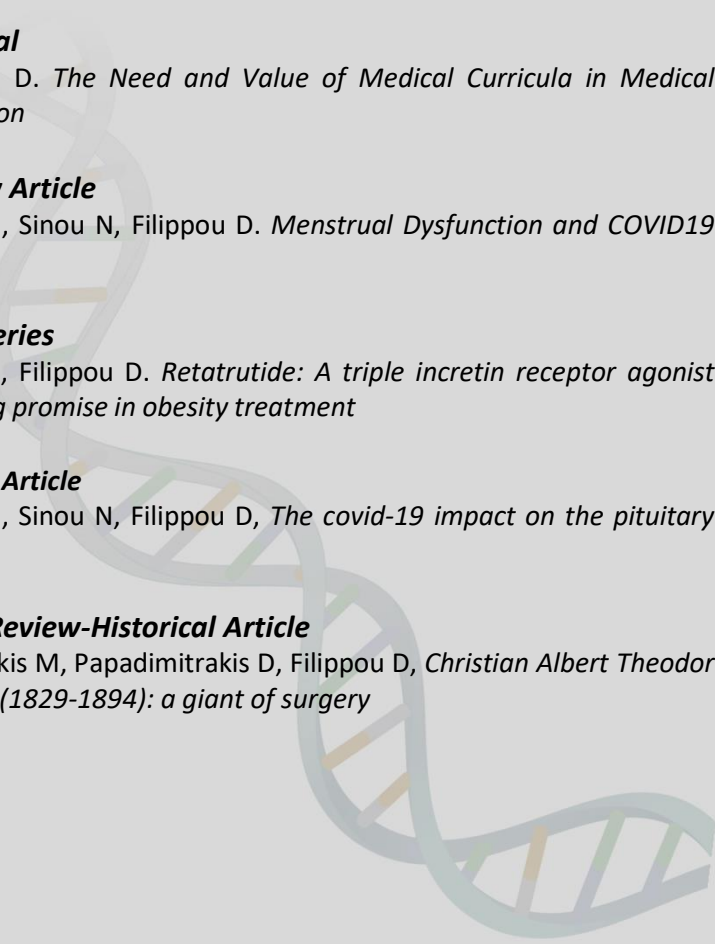 al
D. The Need and Value of Medical Curricula in Medical
on
Article
, Sinou N, Filippou D. Menstrual Dysfunction and COVID19
eries
, Filippou D. Retatrutide: A triple incretin receptor agonist
g promise in obesity treatment
Article
, Sinou N, Filippou D, The covid-19 impact on the pituitary
Review-Historical Article
kis M, Papadimitrakis D, Filippou D, Christian Albert Theodor
(1829-1894): a giant of surgery